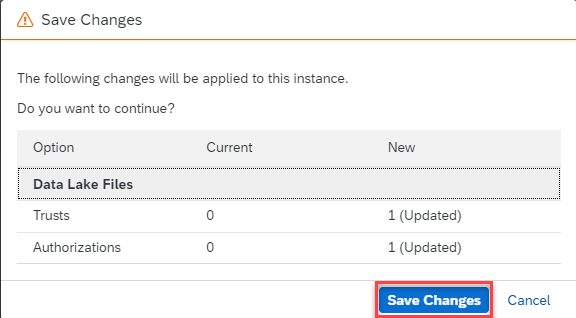 Save Changes
The following changes will be applied to this instance.
Do you want to continue?
Option Current New
Data Lake Files
Trusts 0 1 (Updated)
Authorizations 0 1 (Updated)
Save Changes Cancel